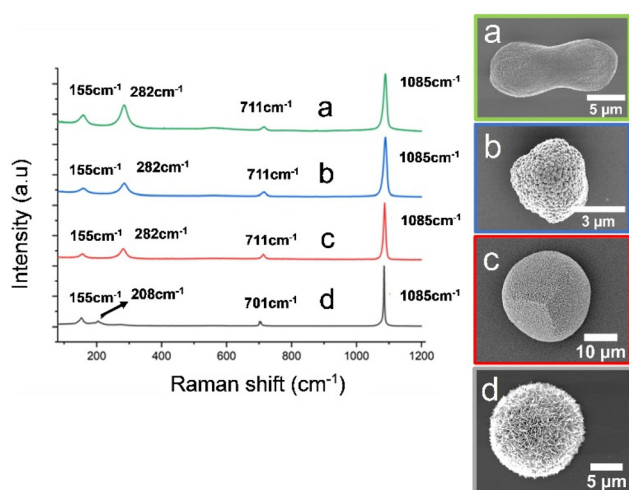 155cm⁻¹ 282cm⁻¹ 711cm⁻¹ a 1085cm⁻¹
155cm⁻¹ 282cm⁻¹ 711cm⁻¹ b 1085cm⁻¹
155cm⁻¹ 282cm⁻¹ 711cm⁻¹ c 1085cm⁻¹
155cm⁻¹ 208cm⁻¹ 701cm⁻¹ d 1085cm⁻¹
Intensity (a.u)
200 400 600 800 1000 1200
Raman shift (cm⁻¹)
a
5 µm
b
3 µm
c
10 µm
d
5 µm